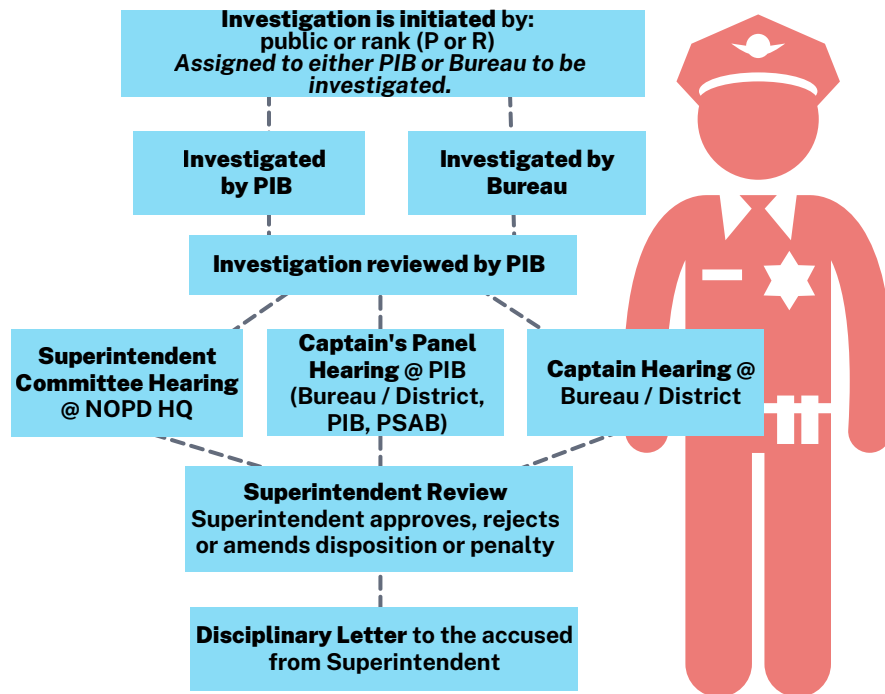 Investigation is initiated by:
public or rank (P or R)
Assigned to either PIB or Bureau to be
investigated.
Investigated
by PIB
Investigated by
Bureau
Investigation reviewed by PIB
Superintendent
Committee Hearing
@ NOPD HQ
Captain's Panel
Hearing @ PIB
(Bureau / District,
PIB, PSAB)
Captain Hearing @
Bureau / District
Superintendent Review
Superintendent approves, rejects
or amends disposition or penalty
Disciplinary Letter to the accused
from Superintendent